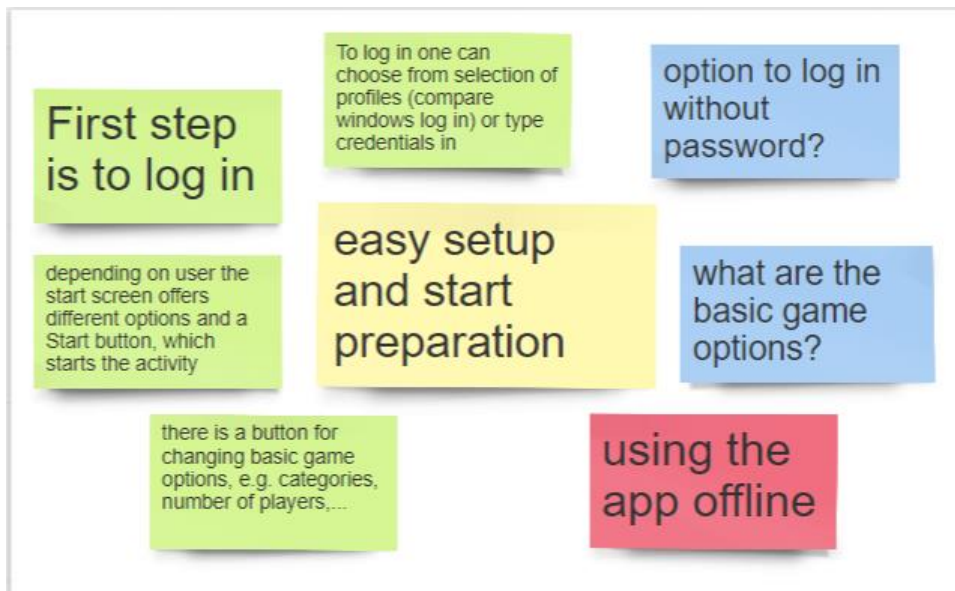 First step
is to log in
To log in one can
choose from selection of
profiles (compare
windows log in) or type
credentials in
option to log in
without
password?
depending on user the
start screen offers
different options and a
Start button, which
starts the activity
easy setup
and start
preparation
what are the
basic game
options?
there is a button for
changing basic game
options, e.g. categories,
number of players,...
using the
app offline